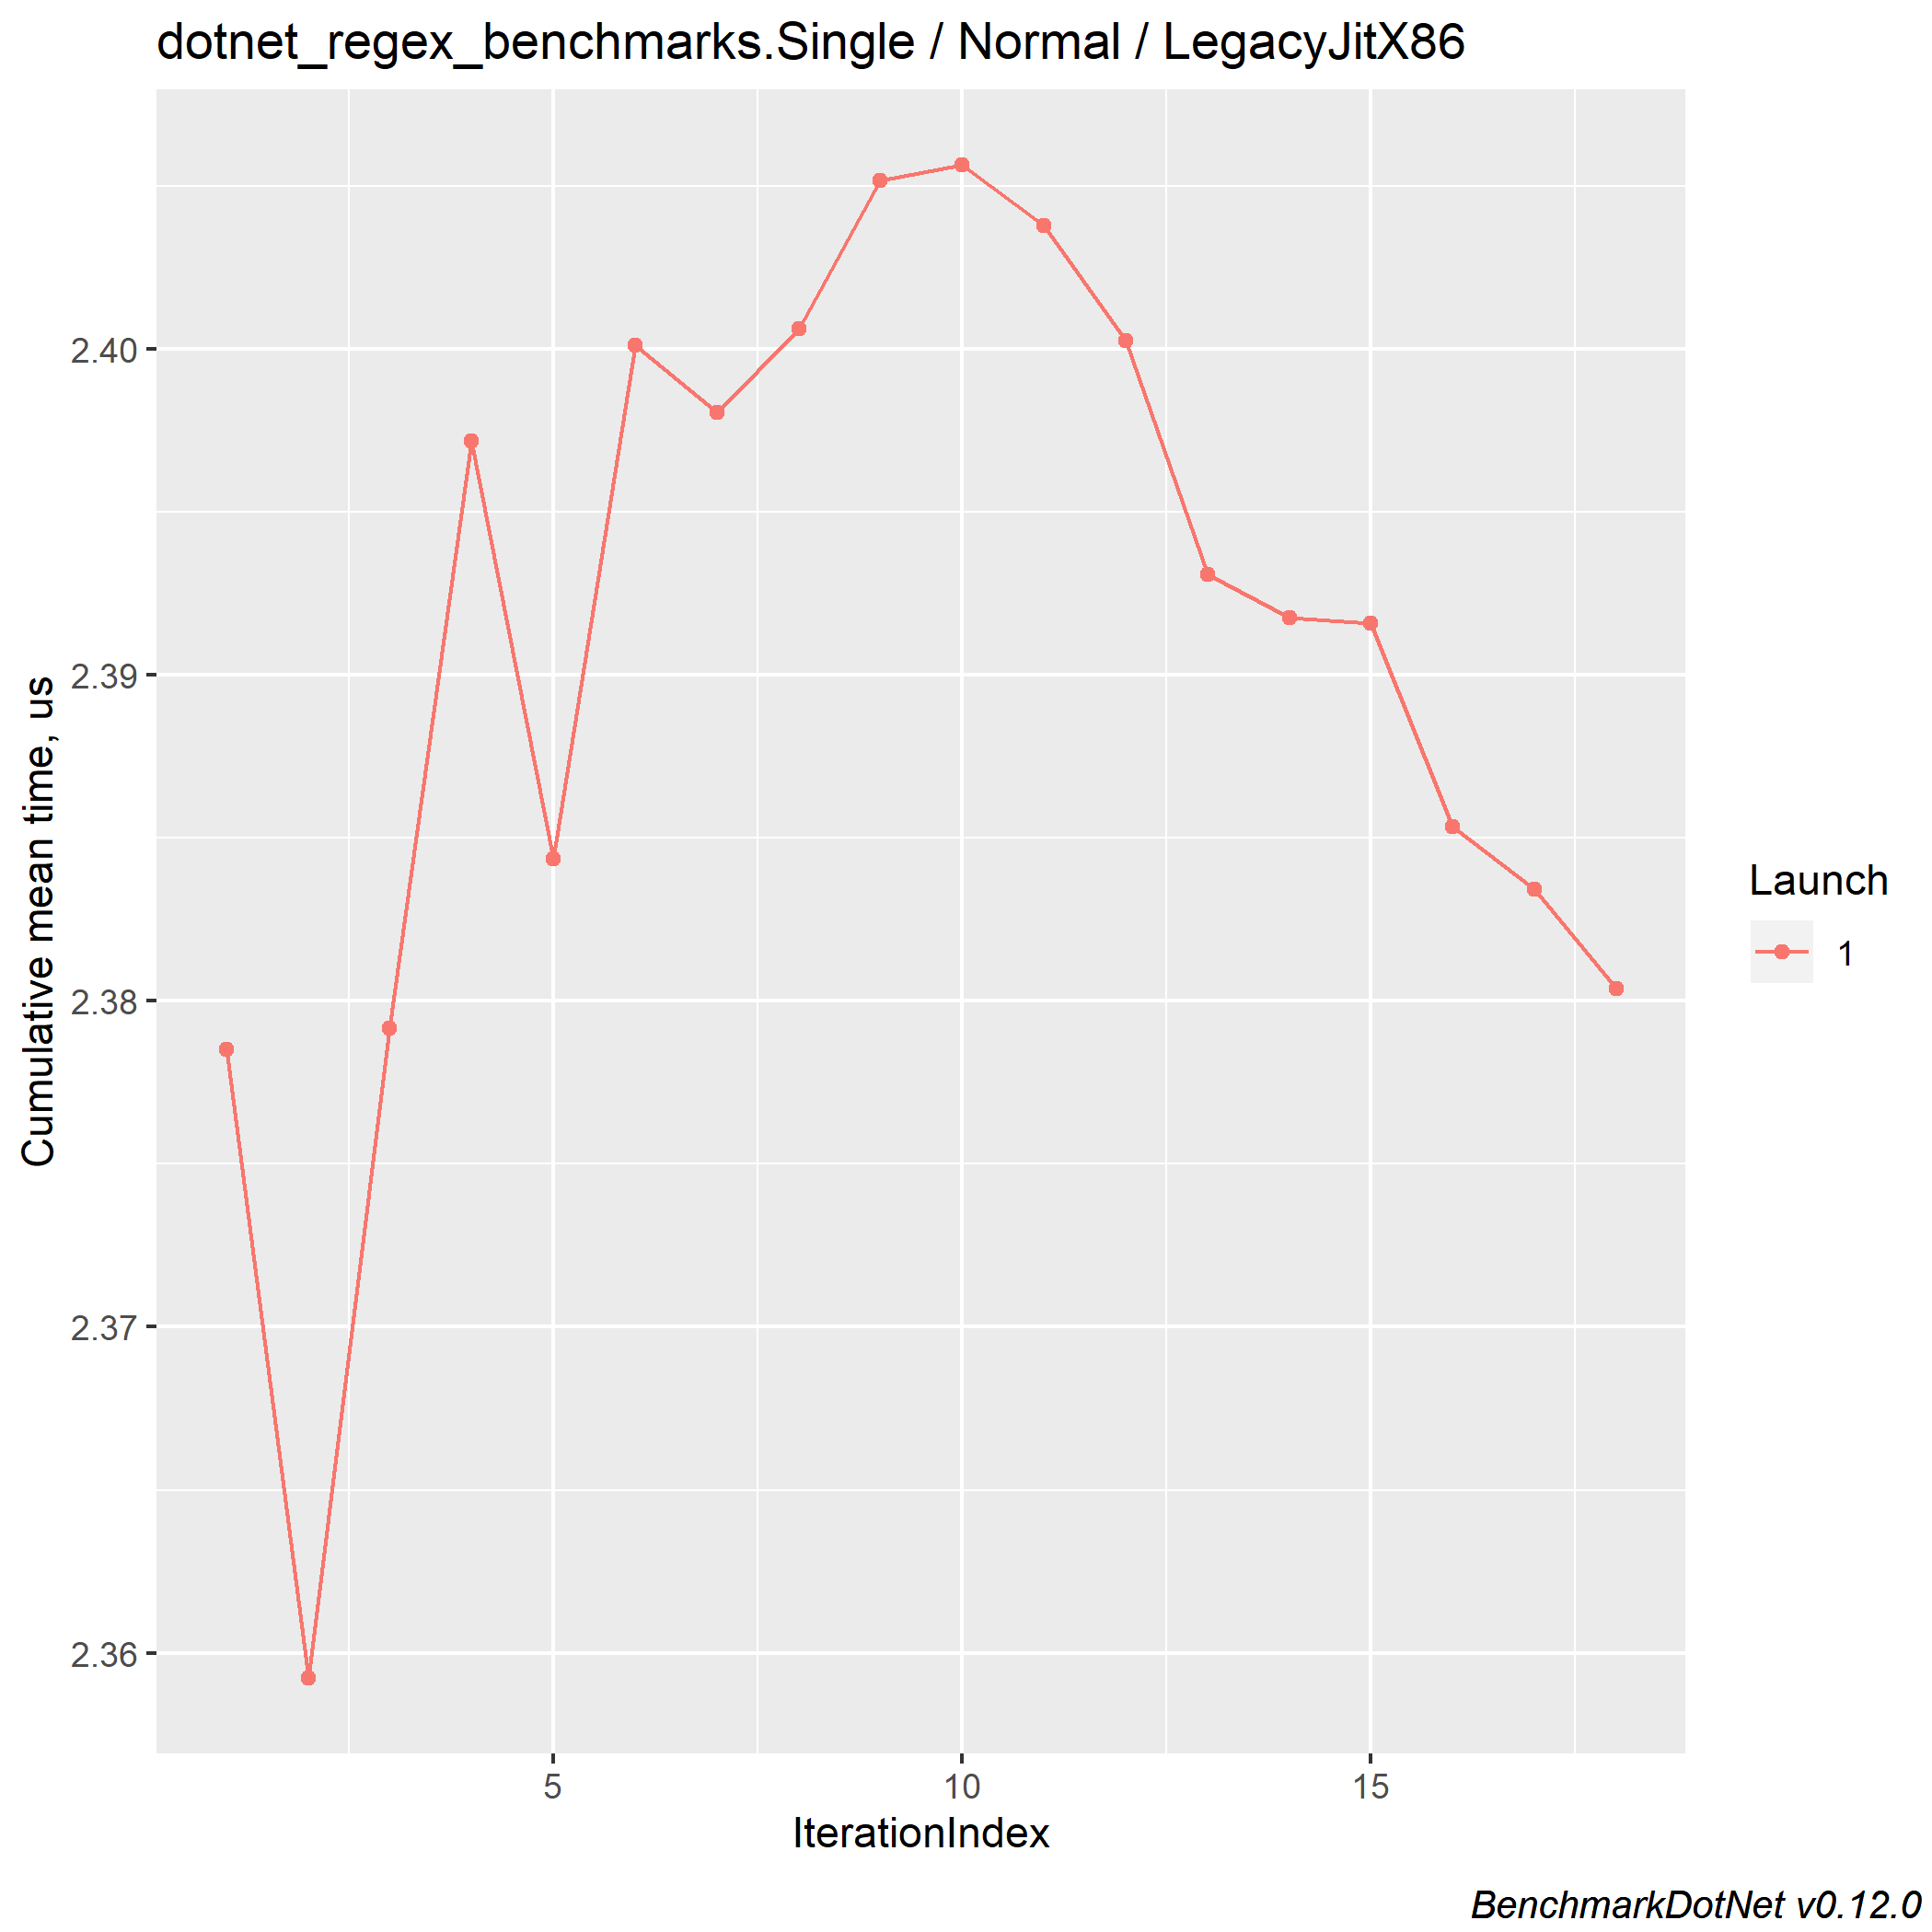 dotnet_regex_benchmarks.Single / Normal / LegacyJitX86
Cumulative mean time, us
2.40
2.39
2.38
2.37
2.36
5
10
15
IterationIndex
Launch
1
BenchmarkDotNet v0.12.0